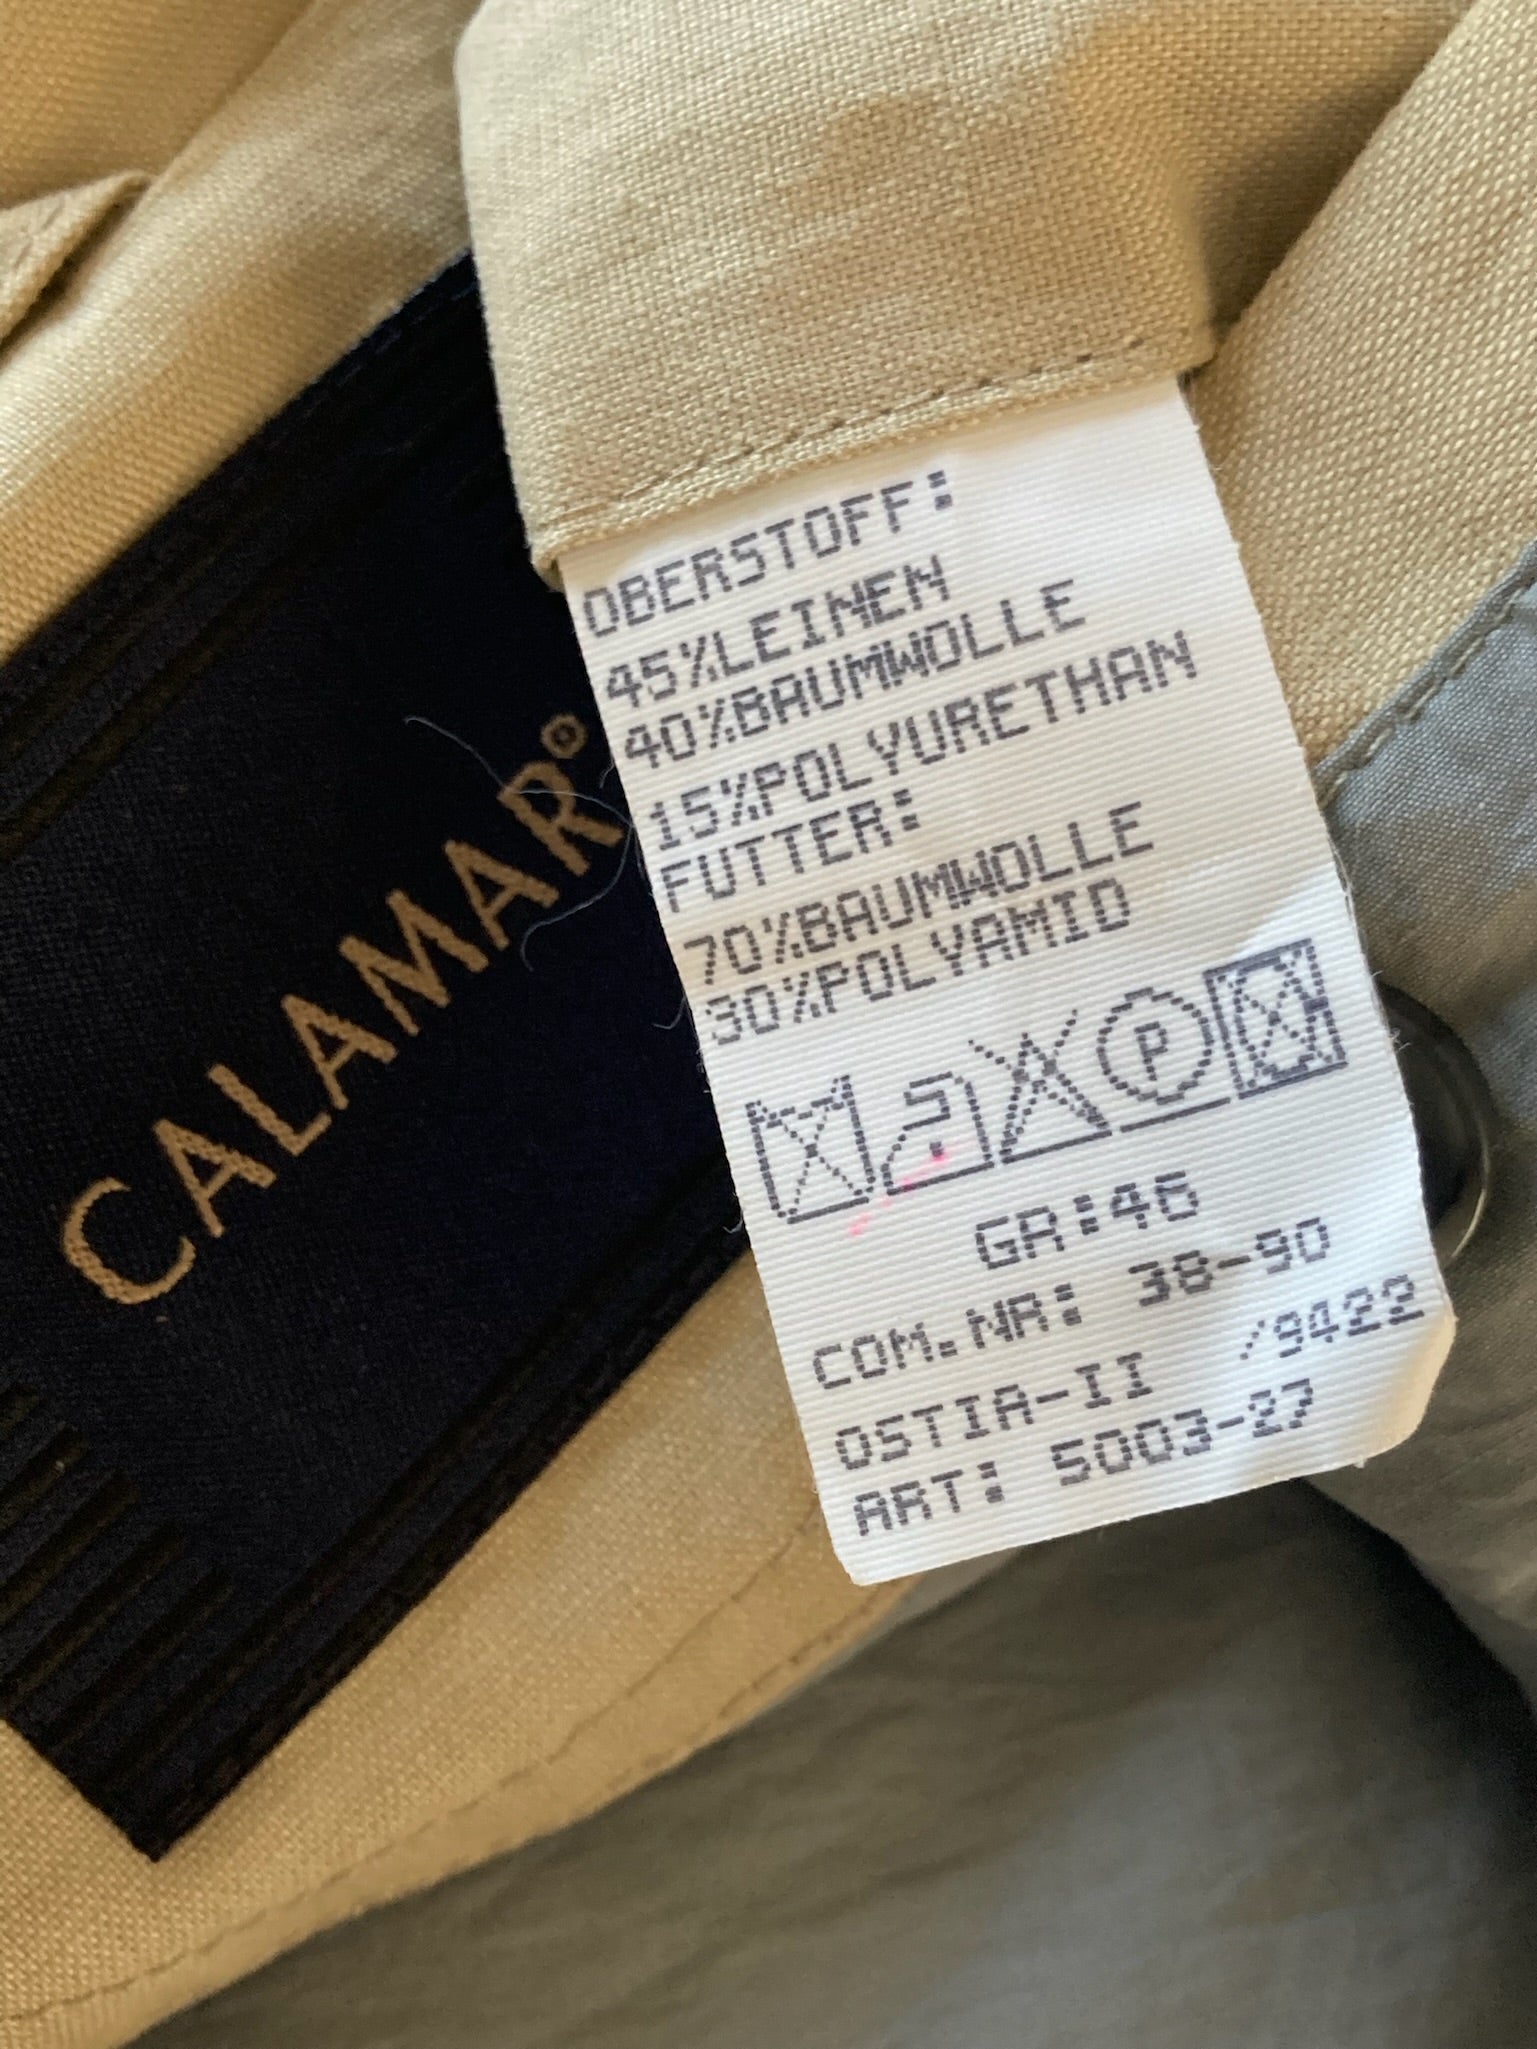 CALAMAR®
OBERSTOFF:
45%LEINEN
40%BAUMWOLLE
15%POLYURETHAN
FUTTER:
70%BAUMWOLLE
30%POLYAMID
P
GR:46
COM.NR: 38-90
OSTIA-II /9422
ART: 5003-27